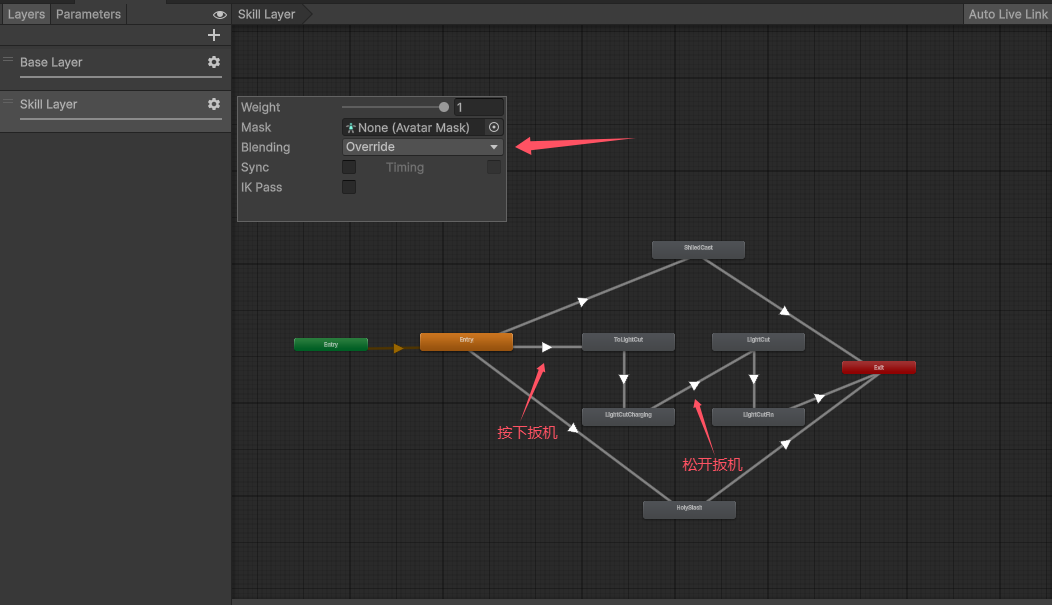 Layers Parameters
Skill Layer
Auto Live Link
Base Layer
Skill Layer
Weight 1
Mask None (Avatar Mask)
Blending Override
Sync Timing
IK Pass
ShiledCast
Entry
Entry
ToLightCut
LightCut
Exit
LightCutCharging
LightCutFin
按下扳机
松开扳机